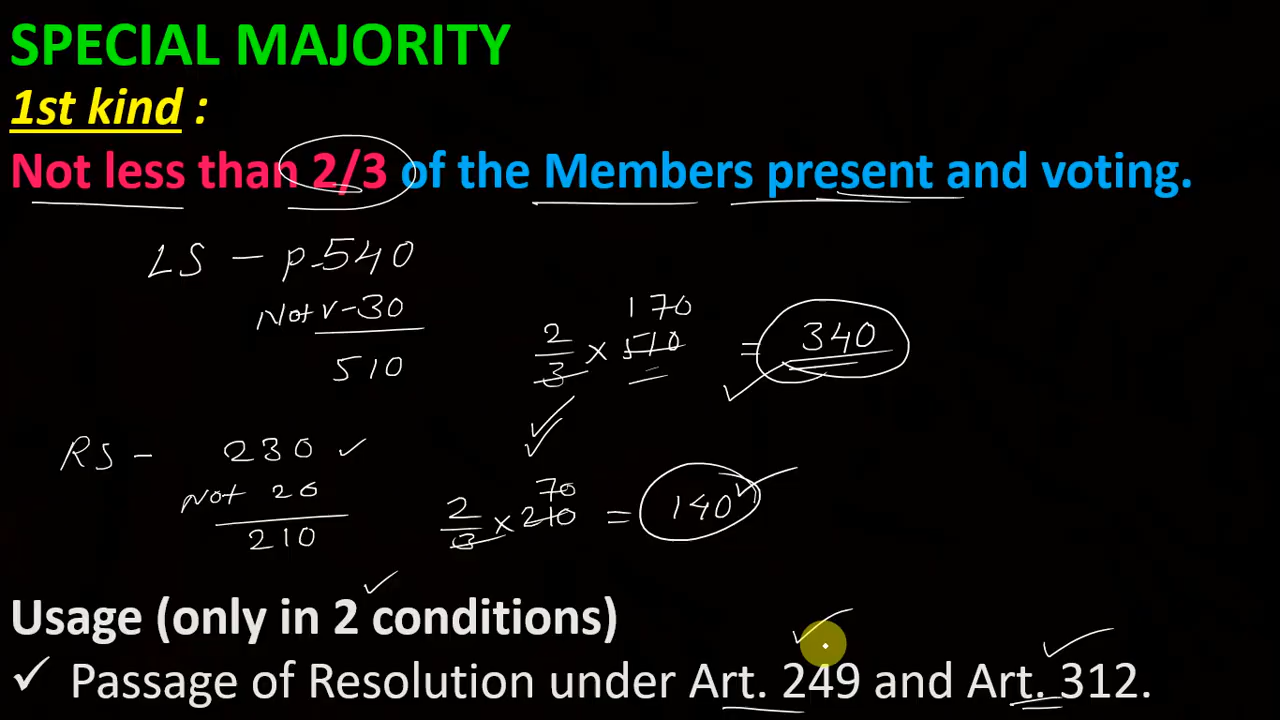 SPECIAL MAJORITY
1st kind :
Not less than 2/3 of the Members present and voting.
LS - p-540
Not v-30
510
2/3 × 510 170 = 340
RS - 230
Not 20
210
2/3 × 210 70 = 140
Usage (only in 2 conditions)
✓ Passage of Resolution under Art. 249 and Art. 312.